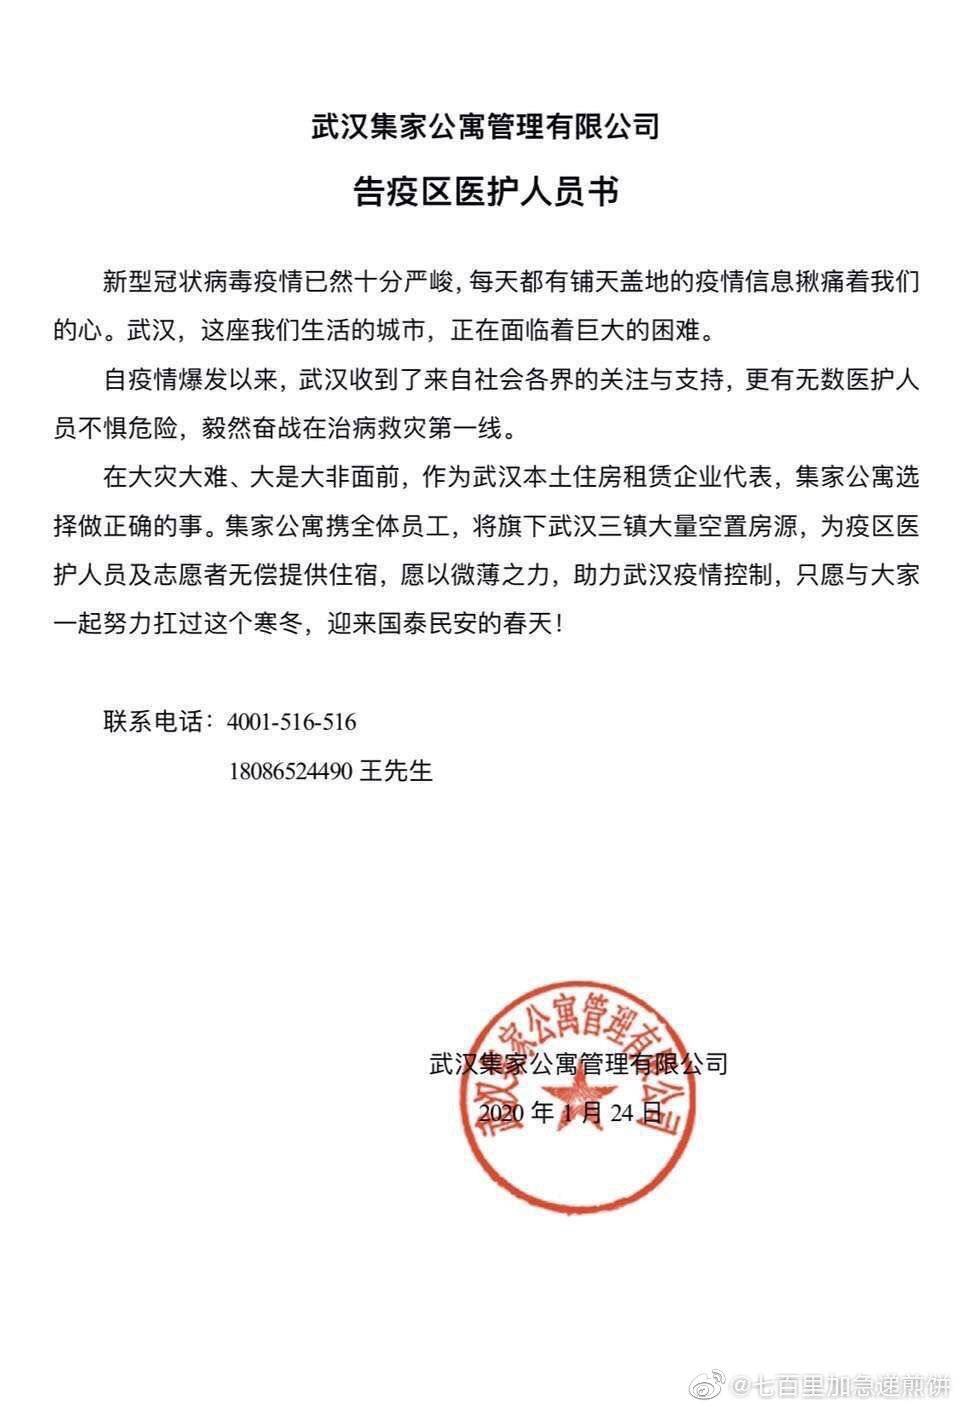 武汉集家公寓管理有限公司
告疫区医护人员书
新型冠状病毒疫情已然十分严峻，每天都有铺天盖地的疫情信息揪痛着我们
的心。武汉，这座我们生活的城市，正在面临着巨大的困难。
自疫情爆发以来，武汉收到了来自社会各界的关注与支持，更有无数医护人
员不惧危险，毅然奋战在治病救灾第一线。
在大灾大难、大是大非面前，作为武汉本土住房租赁企业代表，集家公寓选
择做正确的事。集家公寓携全体员工，将旗下武汉三镇大量空置房源，为疫区医
护人员及志愿者无偿提供住宿，愿以微薄之力，助力武汉疫情控制，只愿与大家
一起努力扛过这个寒冬，迎来国泰民安的春天！
联系电话：4001-516-516
18086524490 王先生
武汉集家公寓管理有限公司
武汉集家公寓管理有限公司
2020 年 1 月 24 日
@七百里加急递煎饼